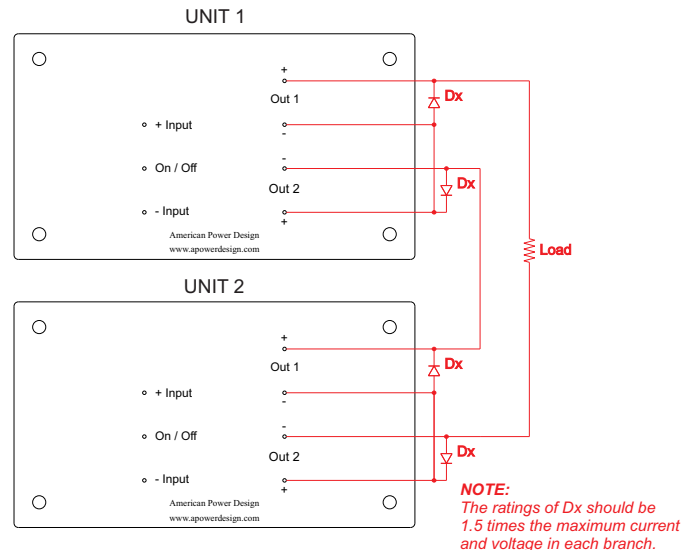 UNIT 1
+
Out 1
Dx
+ Input
-
-
On / Off
Out 2
Dx
- Input
+
American Power Design
www.apowerdesign.com
Load
UNIT 2
+
Out 1
Dx
+ Input
-
-
On / Off
Out 2
Dx
- Input
+
American Power Design
www.apowerdesign.com
NOTE:
The ratings of Dx should be
1.5 times the maximum current
and voltage in each branch.